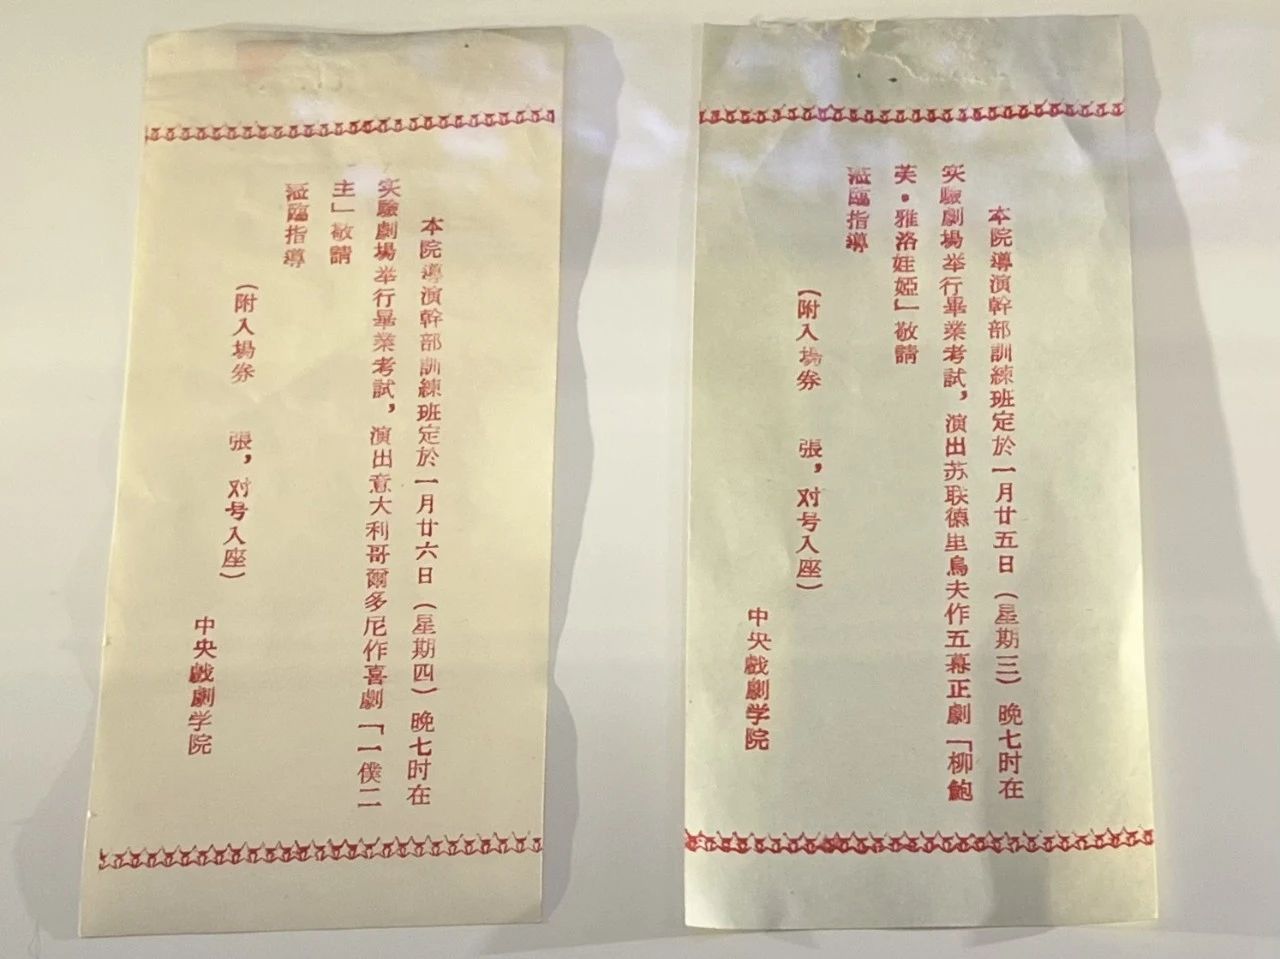 本院導演幹部訓練班定於一月廿六日（星期四）晚七时在
实驗劇場举行畢業考試，演出意大利哥爾多尼作喜劇「一僕二
主」敬請
蒞臨指導
（附入場券　張，对号入座）
中央戲劇学院
本院導演幹部訓練班定於一月廿五日（星期三）晚七时在
实驗劇場举行畢業考試，演出苏联德里鳥夫作五幕正劇「柳鮑
芙・雅洛娃婭」敬請
蒞臨指導
（附入場券　張，对号入座）
中央戲劇学院